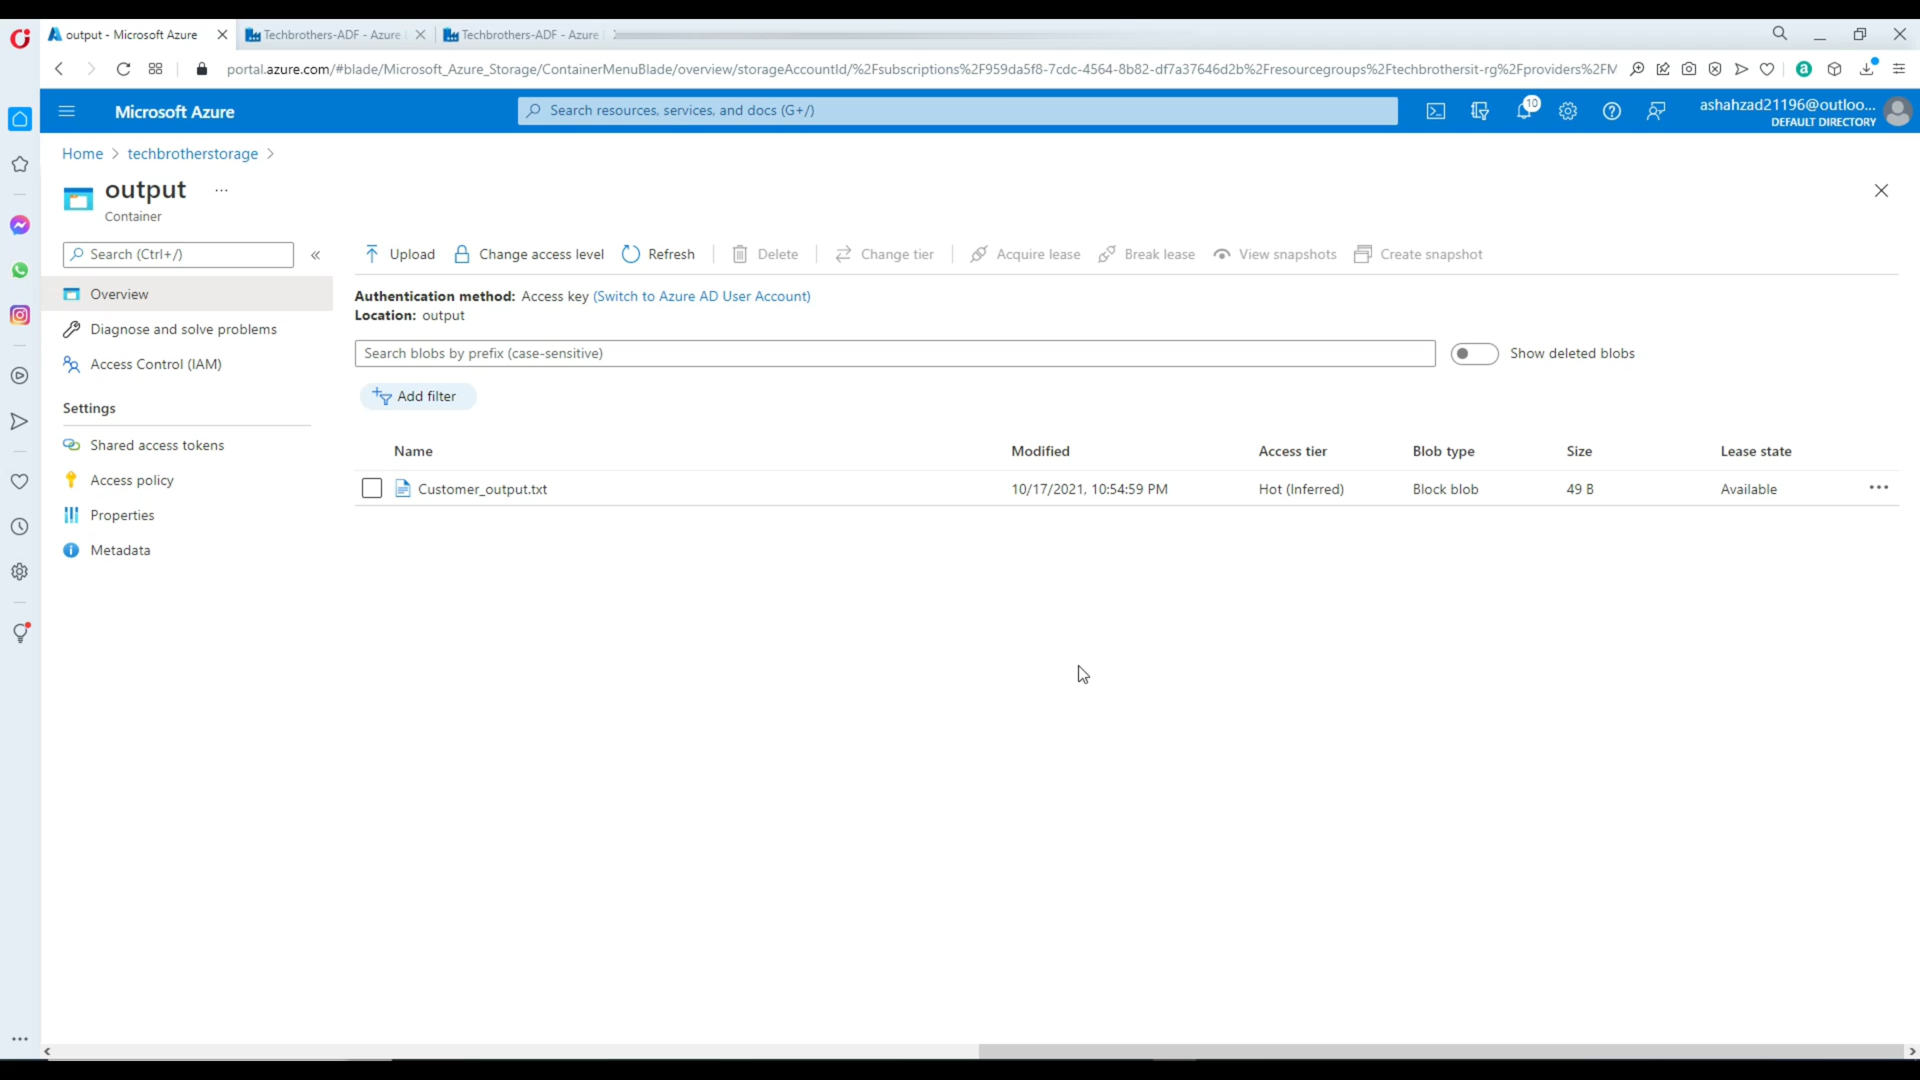 output - Microsoft Azure
Techbrothers-ADF - Azure
Techbrothers-ADF - Azure
portal.azure.com/#blade/Microsoft_Azure_Storage/ContainerMenuBlade/overview/storageAccountId/%2Fsubscriptions%2F959da5f8-7cdc-4564-8b82-df7a37646d2b%2Fresourcegroups%2Ftechbrothersit-rg%2Fproviders%2FM
a
Microsoft Azure
Search resources, services, and docs (G+/)
10
ashahzad21196@outloo...
DEFAULT DIRECTORY
Home > techbrotherstorage >
output ...
Container
Search (Ctrl+/)
«
Upload
Change access level
Refresh
Delete
Change tier
Acquire lease
Break lease
View snapshots
Create snapshot
Overview
Diagnose and solve problems
Access Control (IAM)
Settings
Shared access tokens
Access policy
Properties
Metadata
Authentication method: Access key (Switch to Azure AD User Account)
Location: output
Search blobs by prefix (case-sensitive)
Show deleted blobs
Add filter
Name Modified Access tier Blob type Size Lease state
Customer_output.txt 10/17/2021, 10:54:59 PM Hot (Inferred) Block blob 49 B Available ...